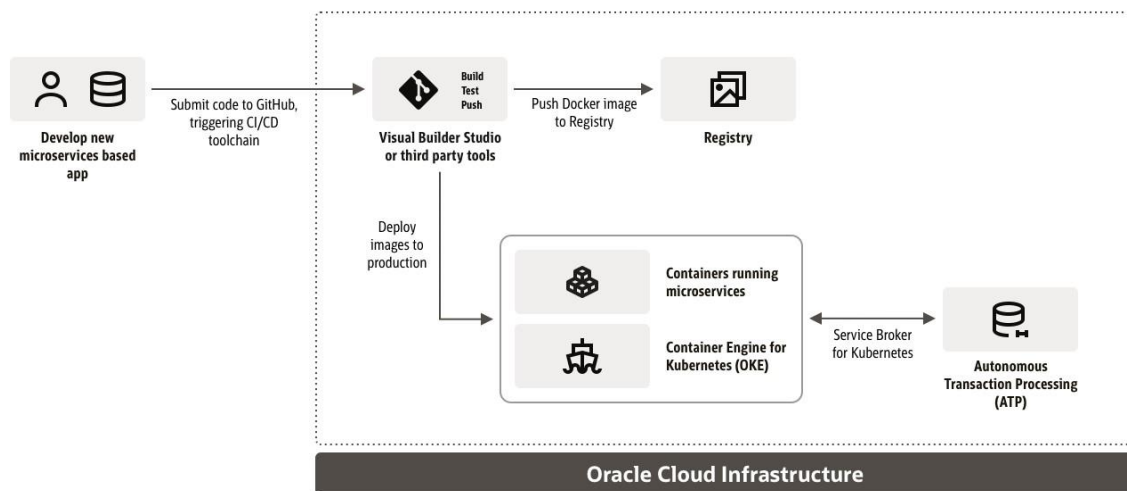 Develop new
microservices based
app
Submit code to GitHub,
triggering CI/CD
toolchain
Build
Test
Push
Visual Builder Studio
or third party tools
Push Docker image
to Registry
Registry
Deploy
images to
production
Containers running
microservices
Container Engine for
Kubernetes (OKE)
Service Broker
for Kubernetes
Autonomous
Transaction Processing
(ATP)
Oracle Cloud Infrastructure